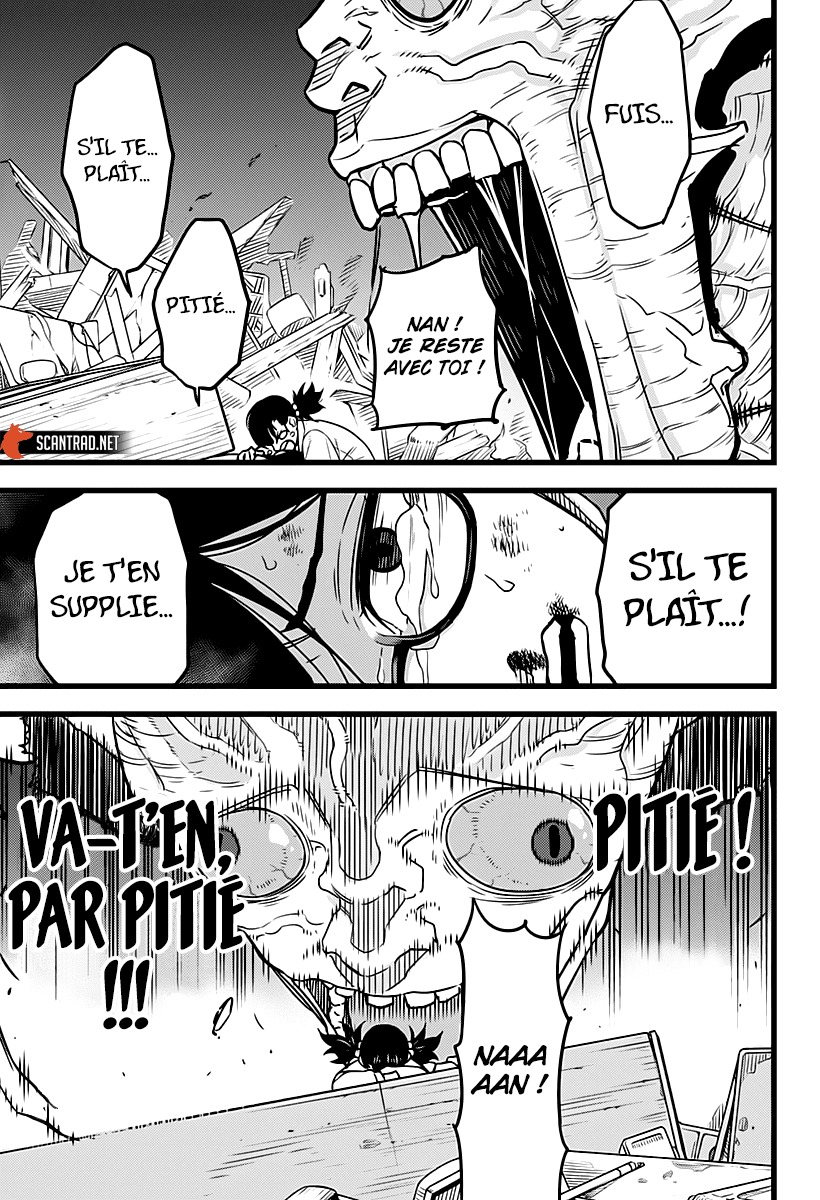 FUIS...
S'IL TE...
PLAÎT...
PITIÉ...
NAN !
JE RESTE
AVEC TOI !
SCANTRAD.NET
S'IL TE
PLAÎT...!
JE T'EN
SUPPLIE...
PITIÉ !
VA-T'EN,
PAR PITIÉ
!!!
NAAA
AAN !